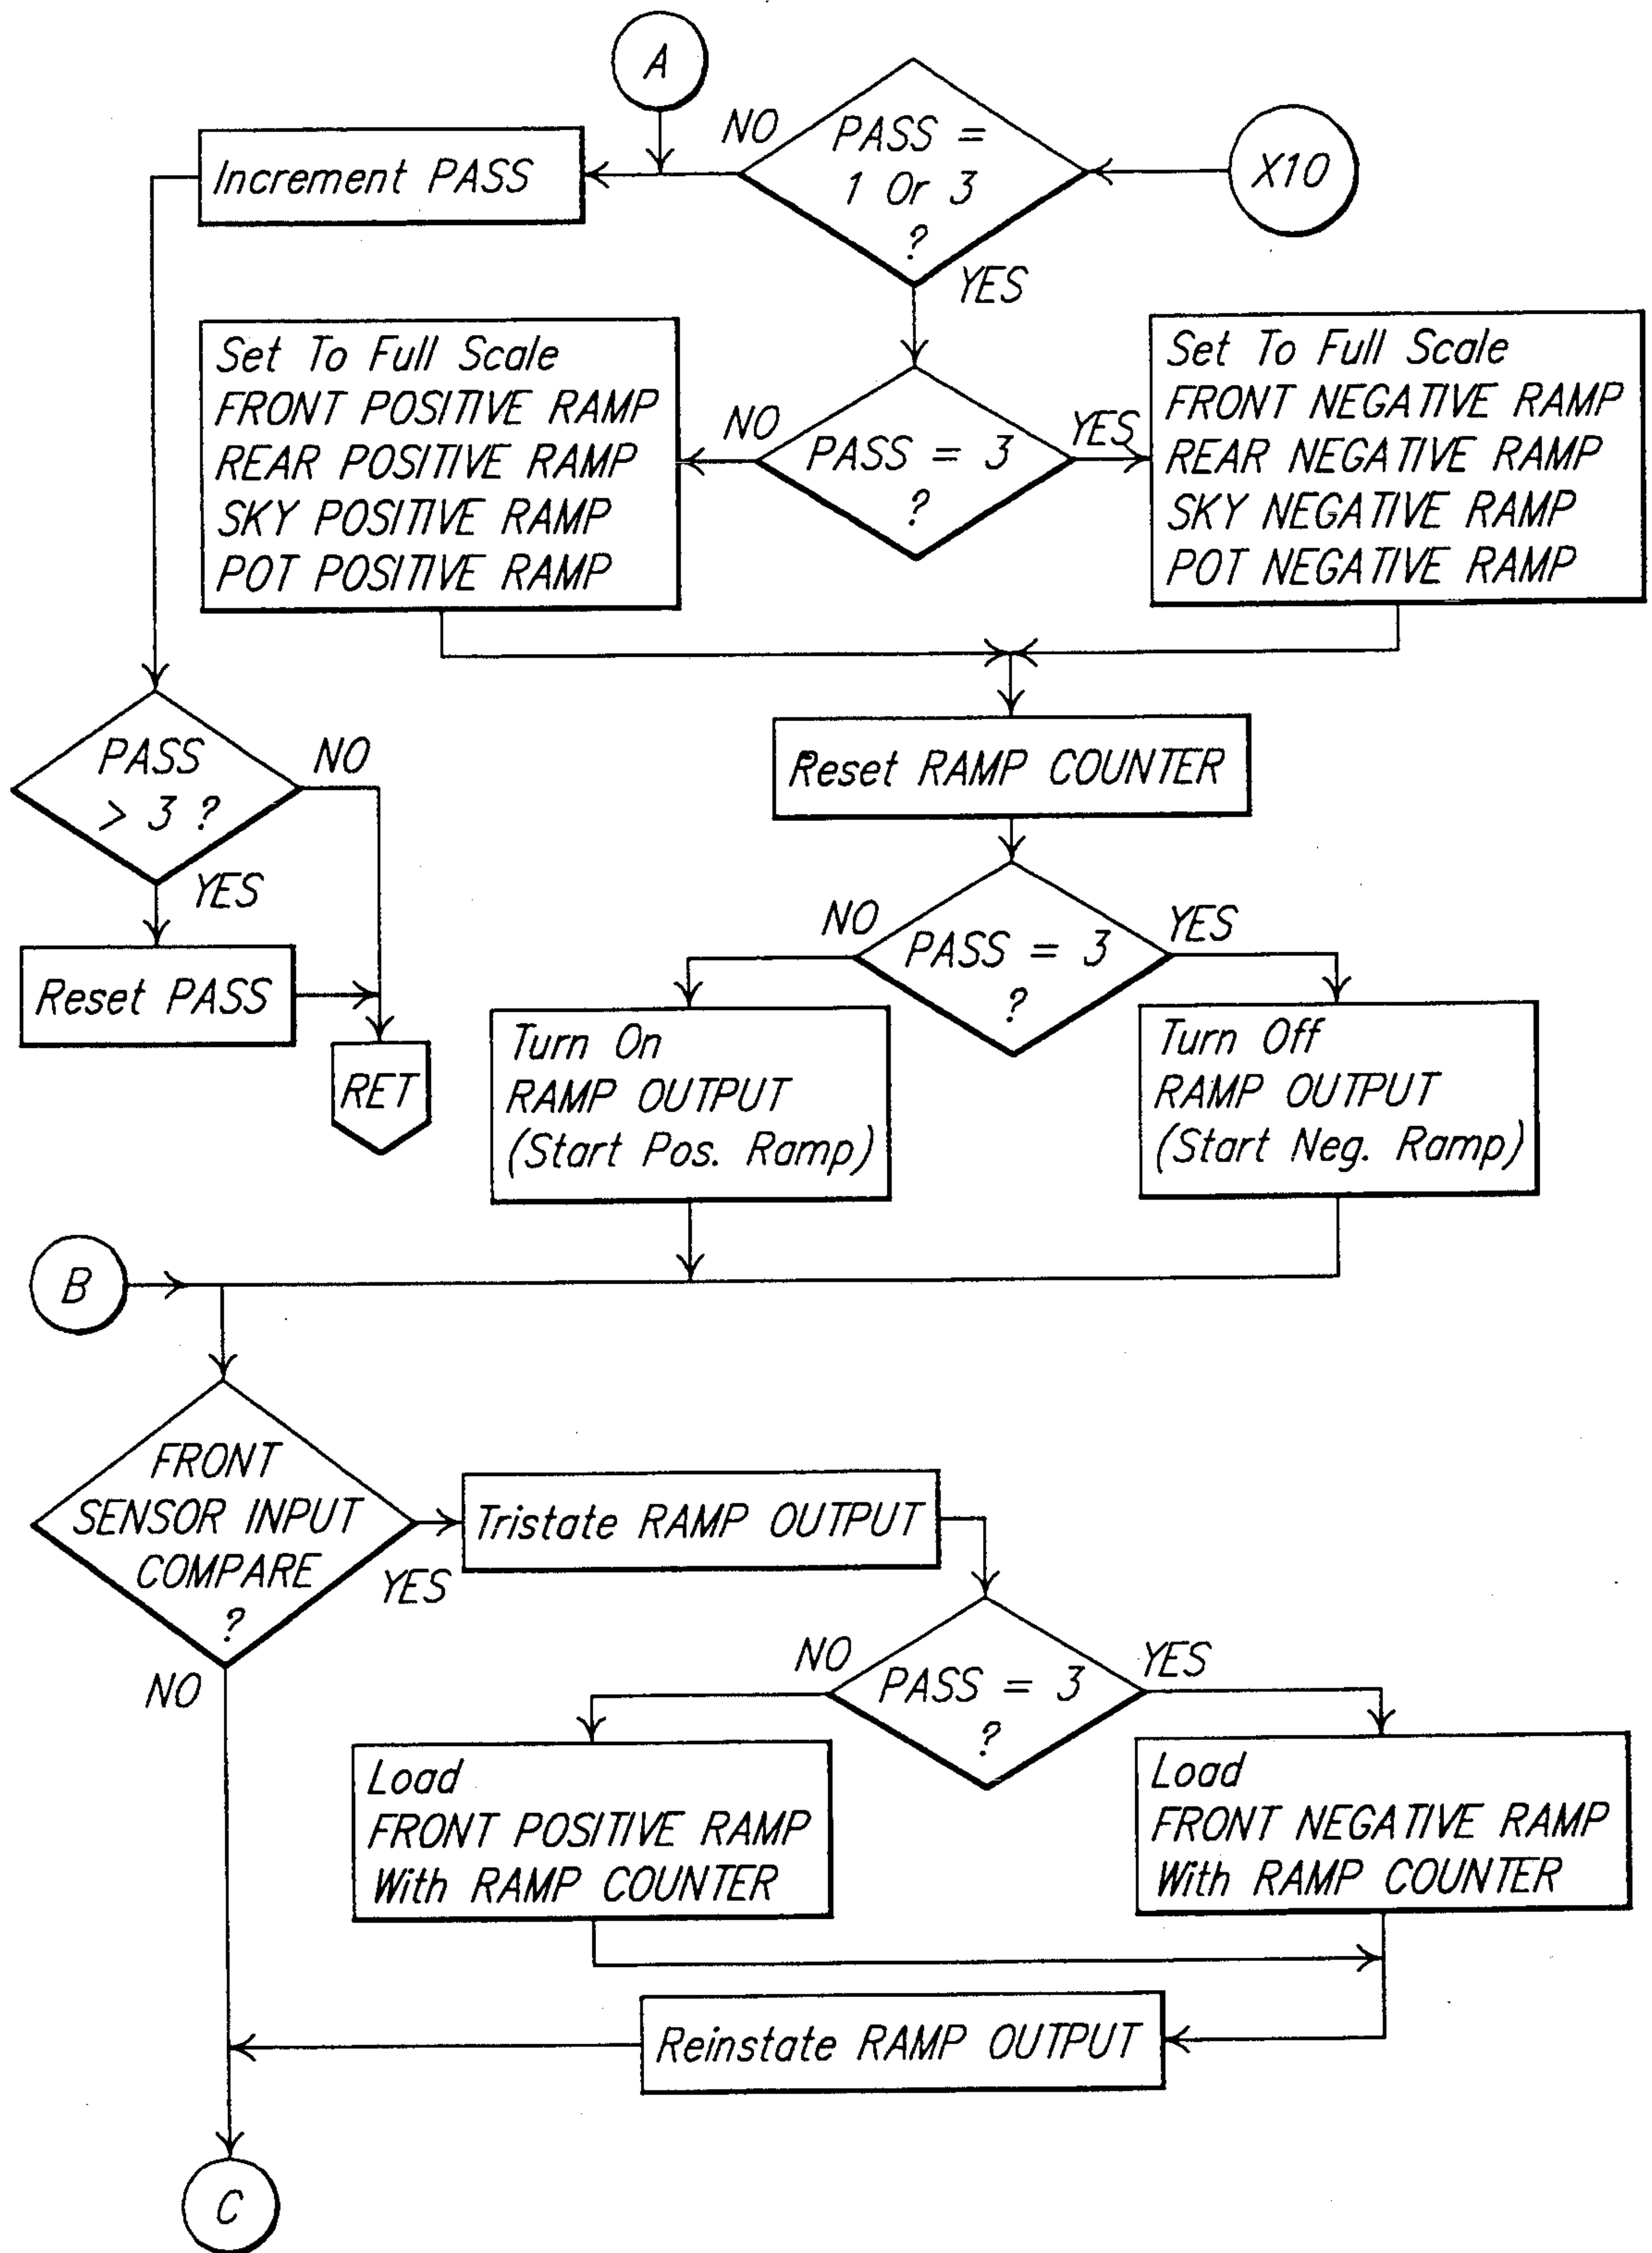 A
NO
PASS =
1 Or 3
?
X10
Increment PASS
YES
Set To Full Scale
FRONT POSITIVE RAMP
REAR POSITIVE RAMP
SKY POSITIVE RAMP
POT POSITIVE RAMP
NO
PASS = 3
?
YES
Set To Full Scale
FRONT NEGATIVE RAMP
REAR NEGATIVE RAMP
SKY NEGATIVE RAMP
POT NEGATIVE RAMP
PASS
> 3 ?
NO
YES
Reset RAMP COUNTER
Reset PASS
RET
NO
PASS = 3
?
YES
Turn On
RAMP OUTPUT
(Start Pos. Ramp)
Turn Off
RAMP OUTPUT
(Start Neg. Ramp)
B
FRONT
SENSOR INPUT
COMPARE
?
YES
NO
Tristate RAMP OUTPUT
NO
PASS = 3
?
YES
Load
FRONT POSITIVE RAMP
With RAMP COUNTER
Load
FRONT NEGATIVE RAMP
With RAMP COUNTER
Reinstate RAMP OUTPUT
C